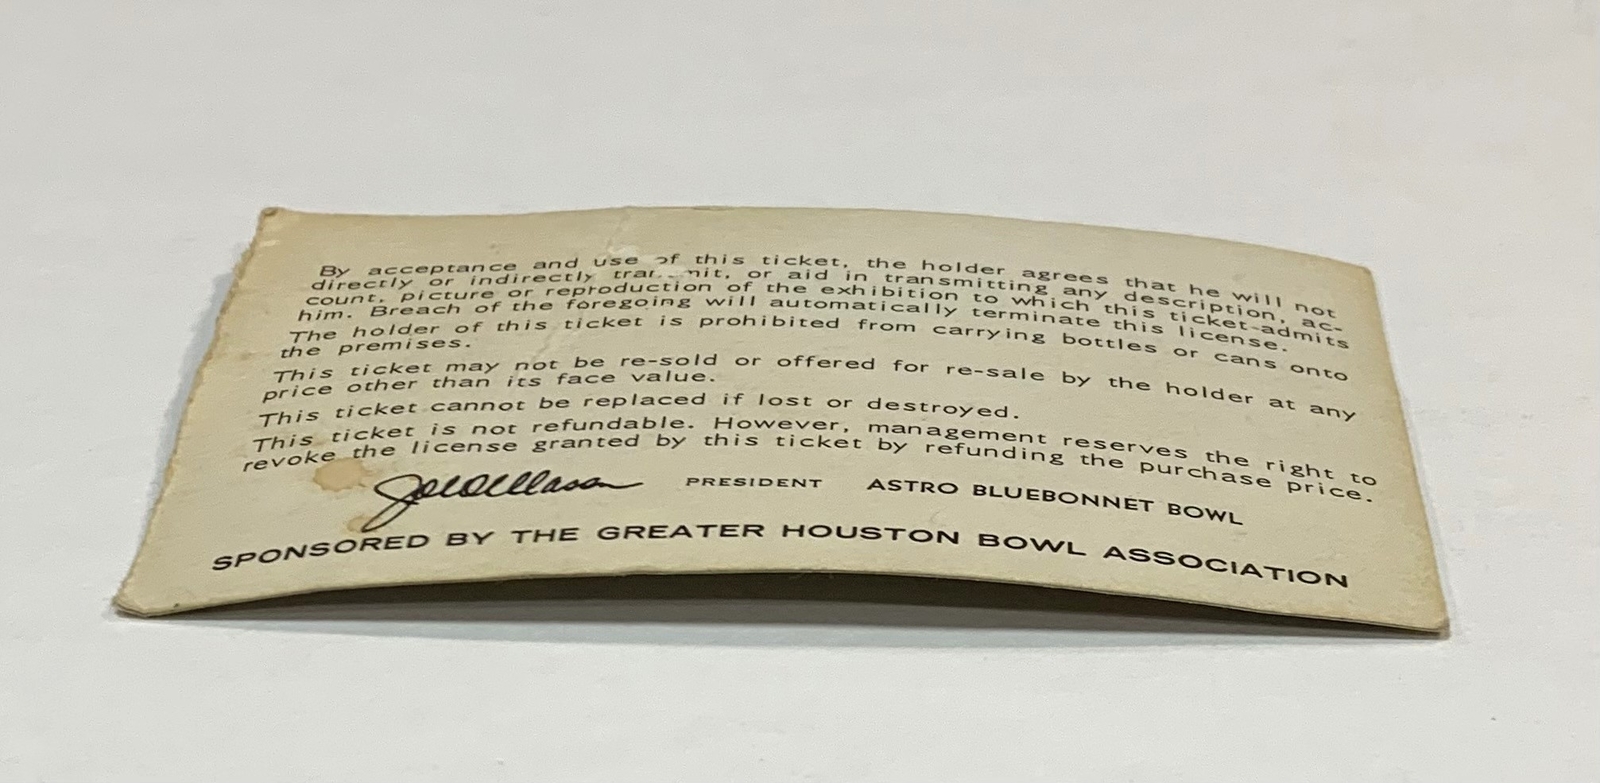 By acceptance and use of this ticket, the holder agrees that he will not
directly or indirectly or aid in transmitting any description, ac-
count, picture or reproduction of the exhibition to which this ticket admits
him. Breach of the foregoing will automatically terminate this license.
The holder of this ticket is prohibited from carrying bottles or cans onto
the premises.
This ticket may not be re-sold or offered for re-sale by the holder at any
price other than its face value.
This ticket cannot be replaced if lost or destroyed.
This ticket is not refundable. However, management reserves the right to
revoke the license granted by this ticket by refunding the purchase price.
PRESIDENT ASTRO BLUEBONNET BOWL
SPONSORED BY THE GREATER HOUSTON BOWL ASSOCIATION